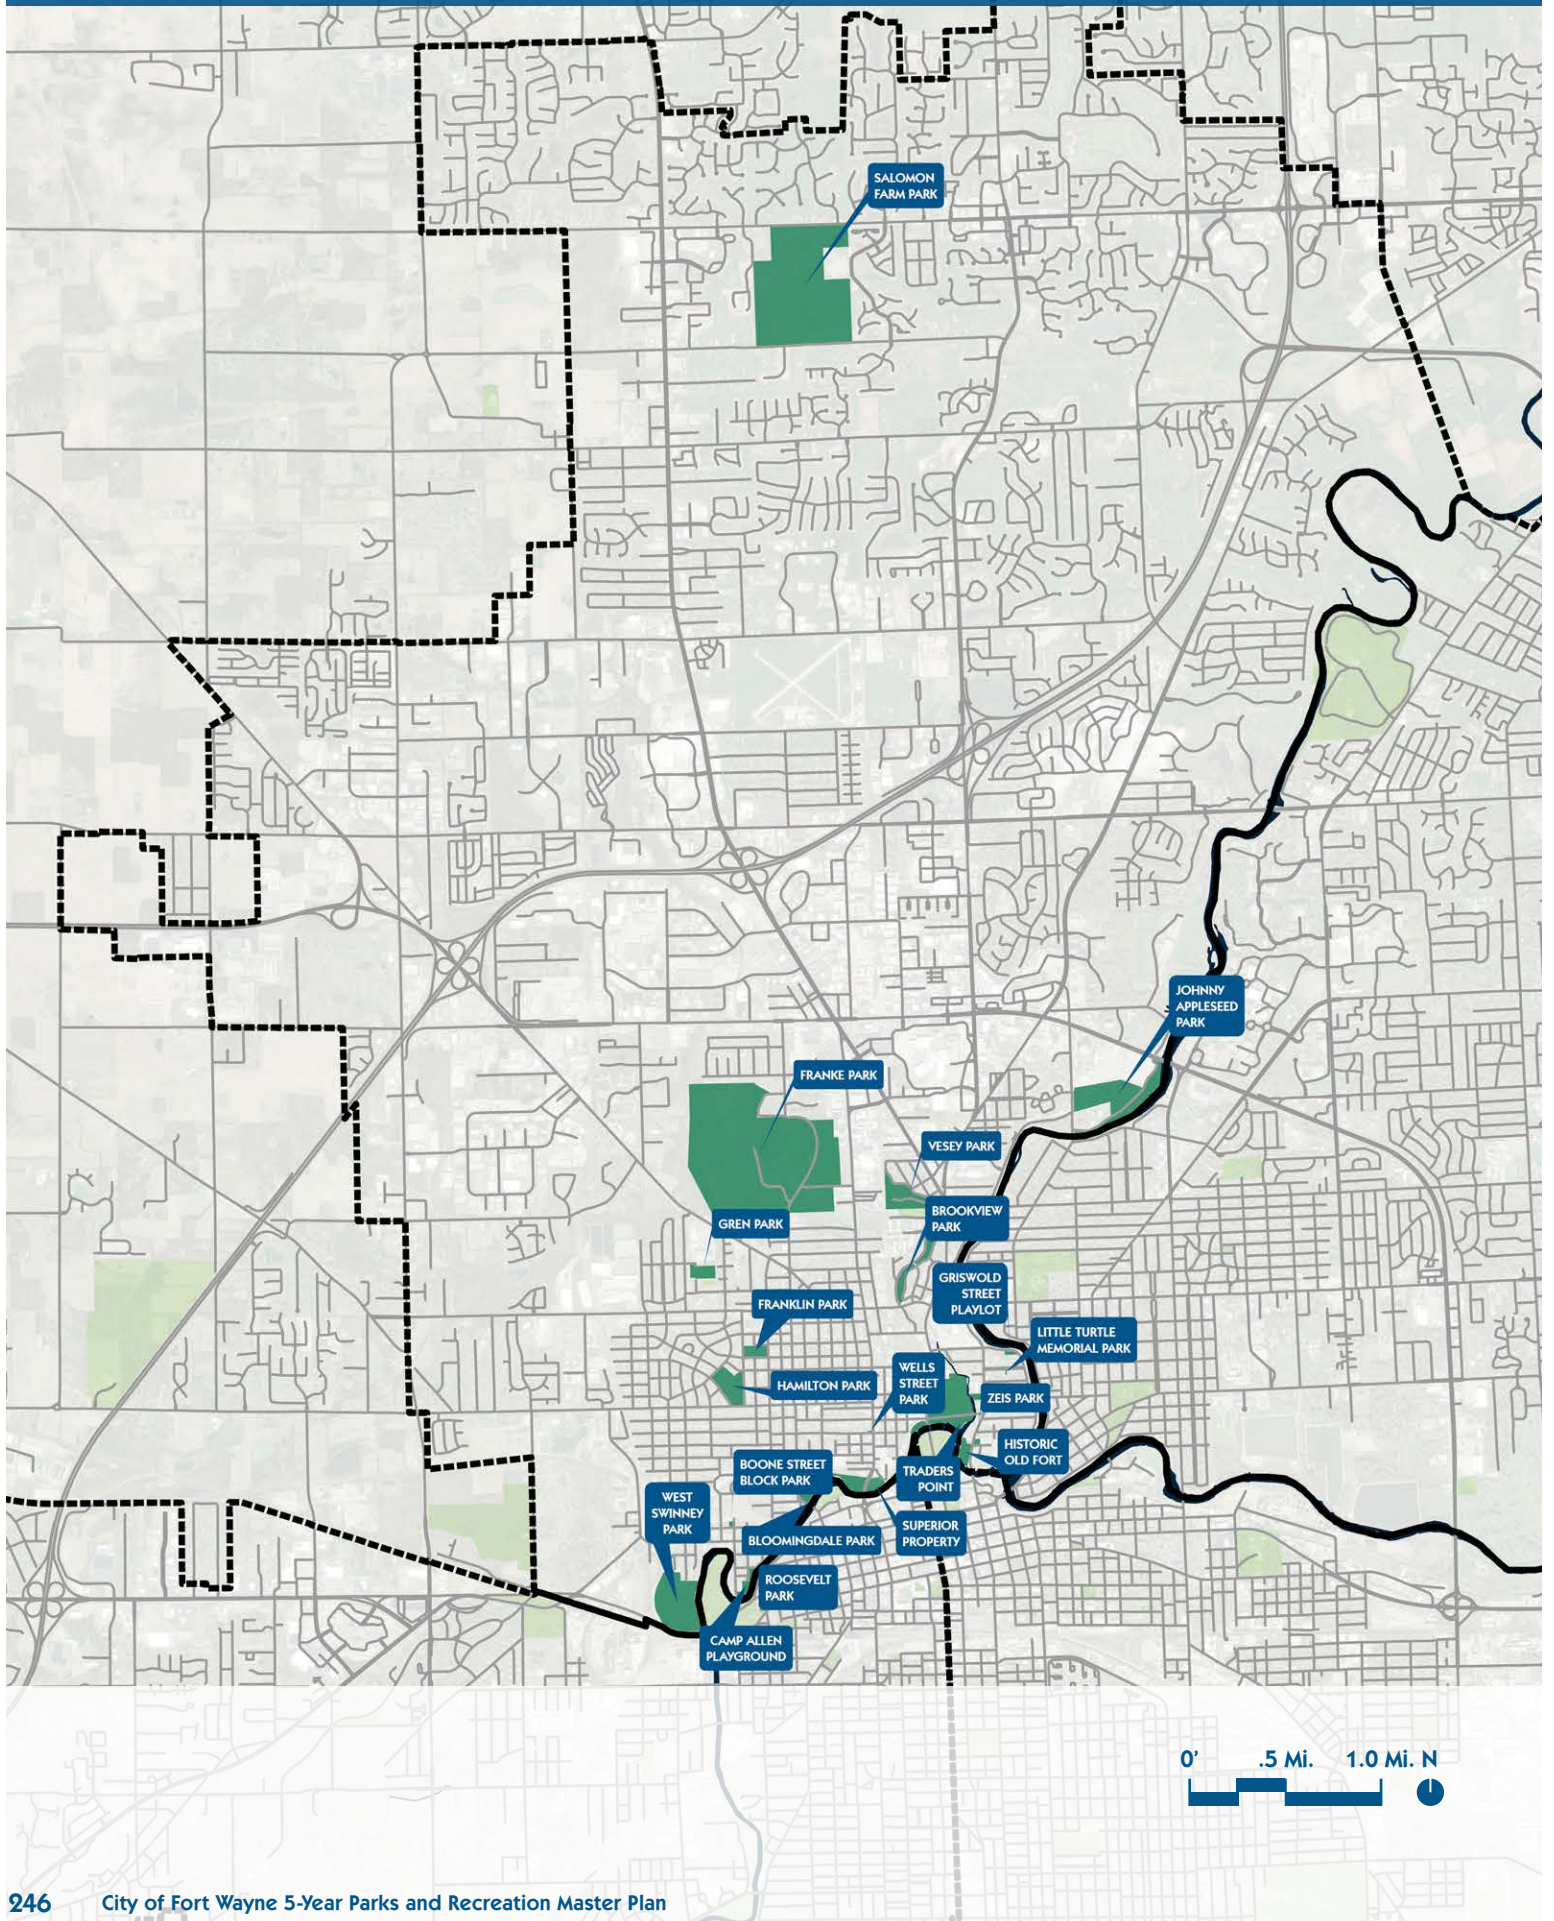 SALOMON
FARM PARK
JOHNNY
APPLESEED
PARK
FRANKE PARK
VESEY PARK
BROOKVIEW
PARK
GREN PARK
GRISWOLD
STREET
PLAYLOT
FRANKLIN PARK
LITTLE TURTLE
MEMORIAL PARK
WELLS
STREET
PARK
HAMILTON PARK
ZEIS PARK
HISTORIC
OLD FORT
BOONE STREET
BLOCK PARK
TRADERS
POINT
WEST
SWINNEY
PARK
SUPERIOR
PROPERTY
BLOOMINGDALE PARK
ROOSEVELT
PARK
CAMP ALLEN
PLAYGROUND
0' .5 Mi. 1.0 Mi. N
246 City of Fort Wayne 5-Year Parks and Recreation Master Plan